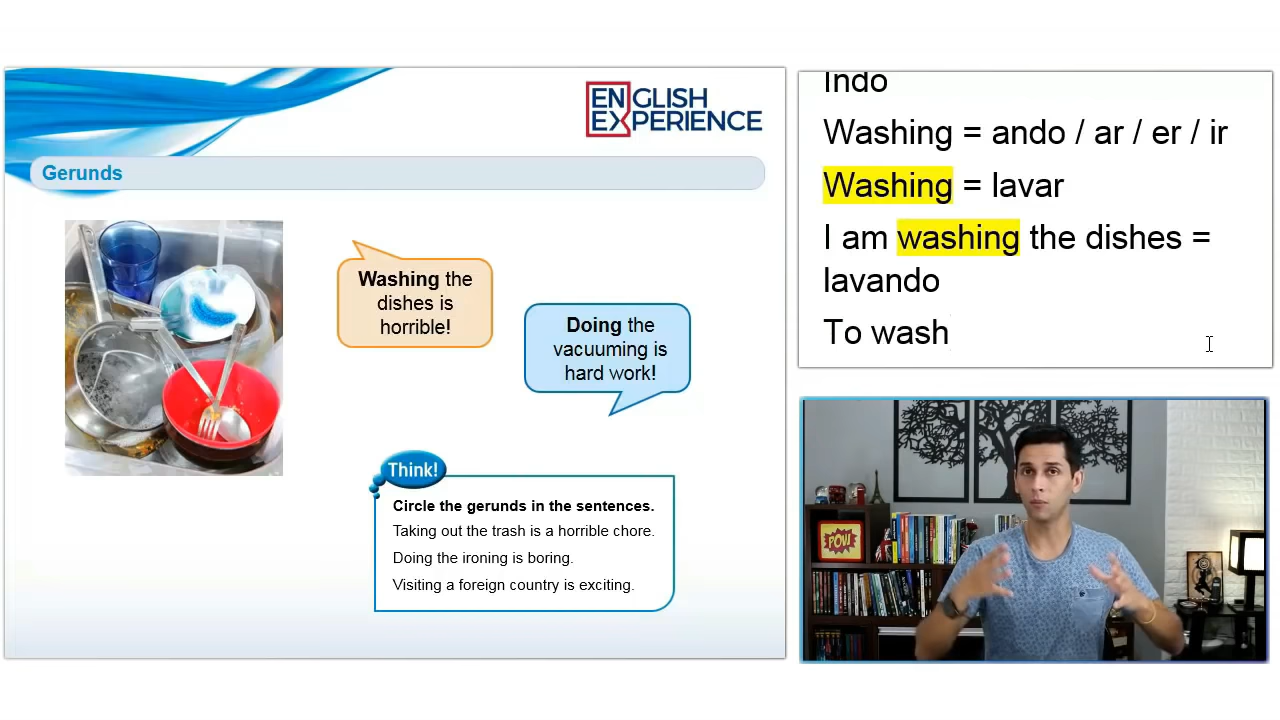 ENGLISH
EXPERIENCE
Gerunds
Washing the
dishes is
horrible!
Doing the
vacuuming is
hard work!
Think!
Circle the gerunds in the sentences.
Taking out the trash is a horrible chore.
Doing the ironing is boring.
Visiting a foreign country is exciting.
Indo
Washing = ando / ar / er / ir
Washing = lavar
I am washing the dishes =
lavando
To wash
POW!